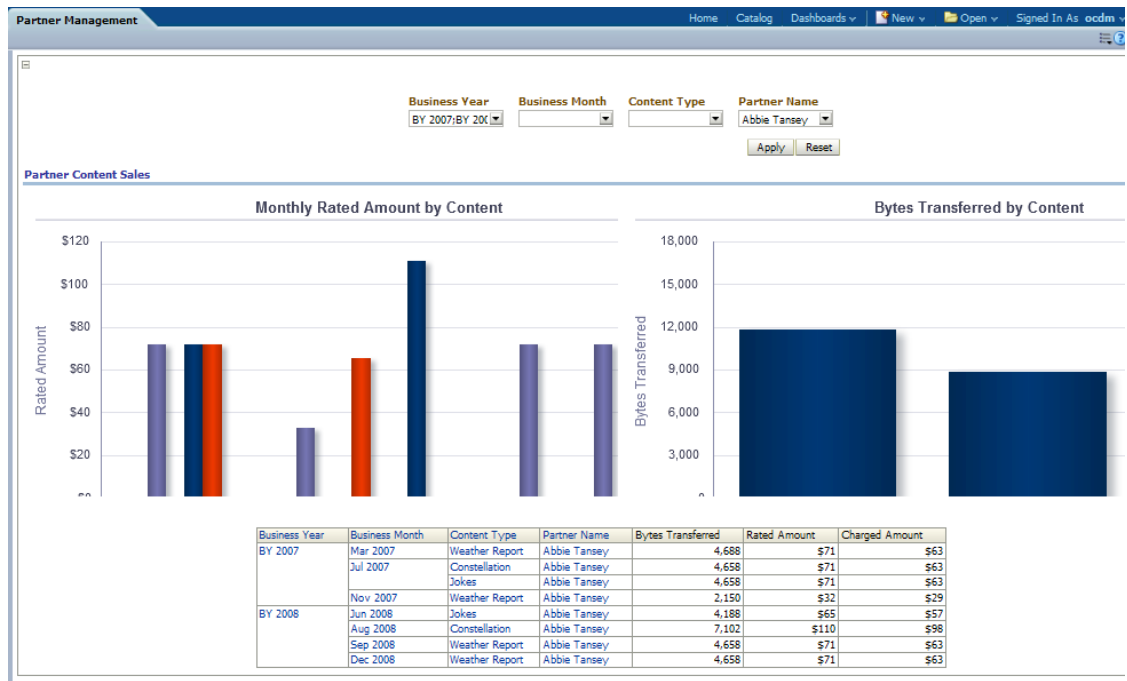 Partner Management
Home Catalog Dashboards New Open Signed In As ocdm
Business Year Business Month Content Type Partner Name
BY 2007;BY 200 Abbie Tansey
Apply Reset
Partner Content Sales
Monthly Rated Amount by Content
Rated Amount
$120
$100
$80
$60
$40
$20
$0
Bytes Transferred by Content
Bytes Transferred
18,000
15,000
12,000
9,000
6,000
3,000
0
Business Year Business Month Content Type Partner Name Bytes Transferred Rated Amount Charged Amount
BY 2007 Mar 2007 Weather Report Abbie Tansey 4,688 $71 $63
Jul 2007 Constellation Abbie Tansey 4,658 $71 $63
Jokes Abbie Tansey 4,658 $71 $63
Nov 2007 Weather Report Abbie Tansey 2,150 $32 $29
BY 2008 Jun 2008 Jokes Abbie Tansey 4,188 $65 $57
Aug 2008 Constellation Abbie Tansey 7,102 $110 $98
Sep 2008 Weather Report Abbie Tansey 4,658 $71 $63
Dec 2008 Weather Report Abbie Tansey 4,658 $71 $63